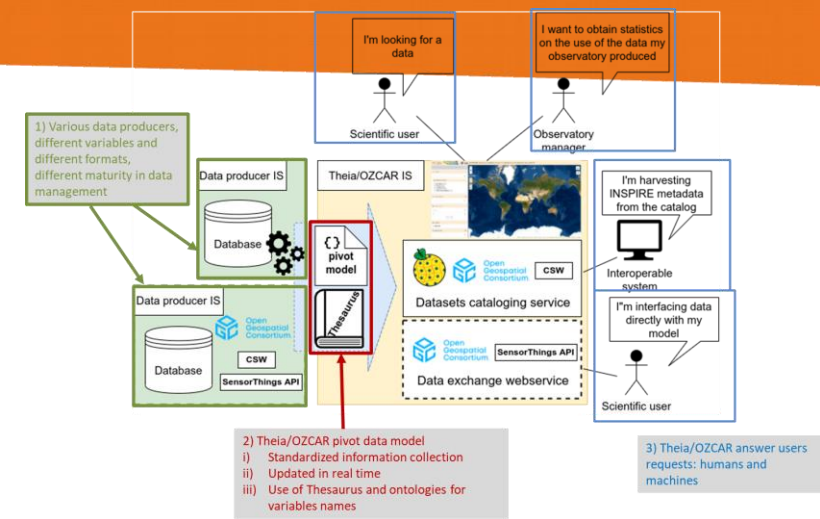 I'm looking for a
data
I want to obtain statistics
on the use of the data my
observatory produced
Scientific user
Observatory
manager
1) Various data producers,
different variables and
different formats,
different maturity in data
management
Data producer IS
Database
Theia/OZCAR IS
{}
pivot
model
Thesaurus
Open
Geospatial
Consortium
CSW
Datasets cataloging service
I'm harvesting
INSPIRE metadata
from the catalog
Interoperable
system
Data producer IS
Open
Geospatial
Consortium
Database
CSW
SensorThings API
Open
Geospatial
Consortium
SensorThings API
Data exchange webservice
I"m interfacing data
directly with my
model
Scientific user
2) Theia/OZCAR pivot data model
i) Standardized information collection
ii) Updated in real time
iii) Use of Thesaurus and ontologies for
variables names
3) Theia/OZCAR answer users
requests: humans and
machines